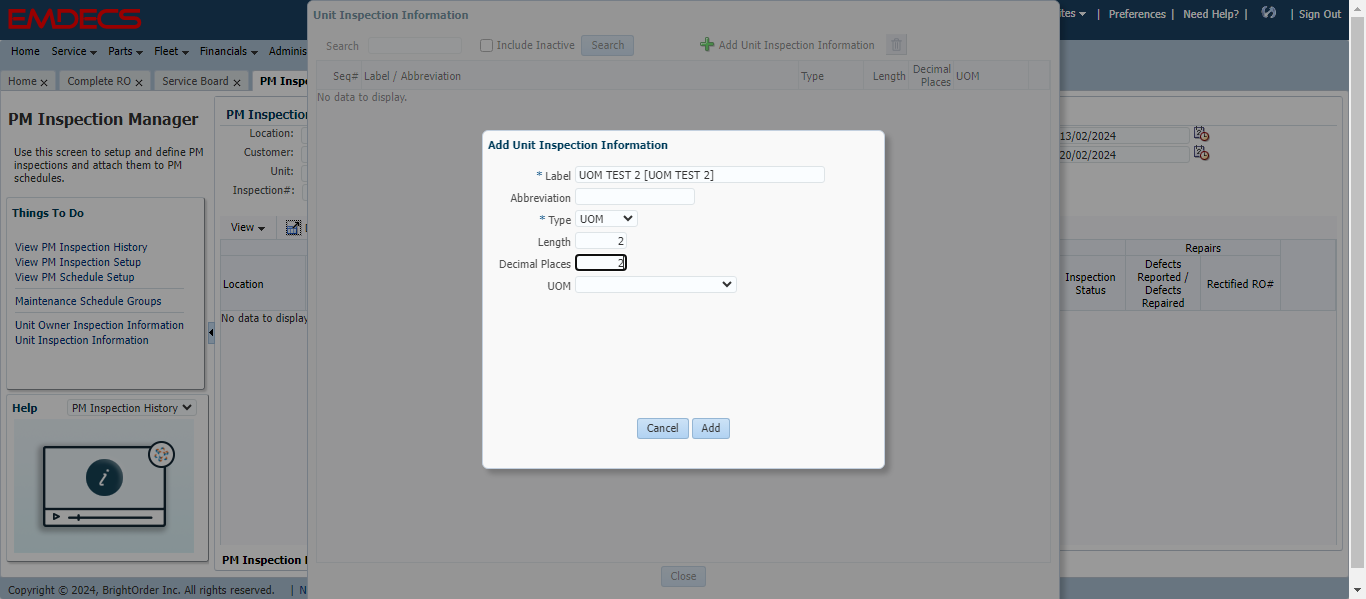 EMDECS
Preferences | Need Help? | | Sign Out
Home Service Parts Fleet Financials Adminis
Home x Complete RO x Service Board x PM Inspe
PM Inspection Manager
Use this screen to setup and define PM
inspections and attach them to PM
schedules.
Things To Do
View PM Inspection History
View PM Inspection Setup
View PM Schedule Setup
Maintenance Schedule Groups
Unit Owner Inspection Information
Unit Inspection Information
Help PM Inspection History
PM Inspection
Location:
Customer:
Unit:
Inspection#:
13/02/2024
20/02/2024
View
Location
No data to display
Inspection
Status
Repairs
Defects
Reported /
Defects
Repaired
Rectified RO#
PM Inspection
Unit Inspection Information
Search Include Inactive Search Add Unit Inspection Information
Seq# Label / Abbreviation Type Length Decimal
Places UOM
No data to display.
Close
Add Unit Inspection Information
* Label UOM TEST 2 [UOM TEST 2]
Abbreviation
* Type UOM
Length 2
Decimal Places 2
UOM
Cancel Add
Copyright © 2024, BrightOrder Inc. All rights reserved. | N